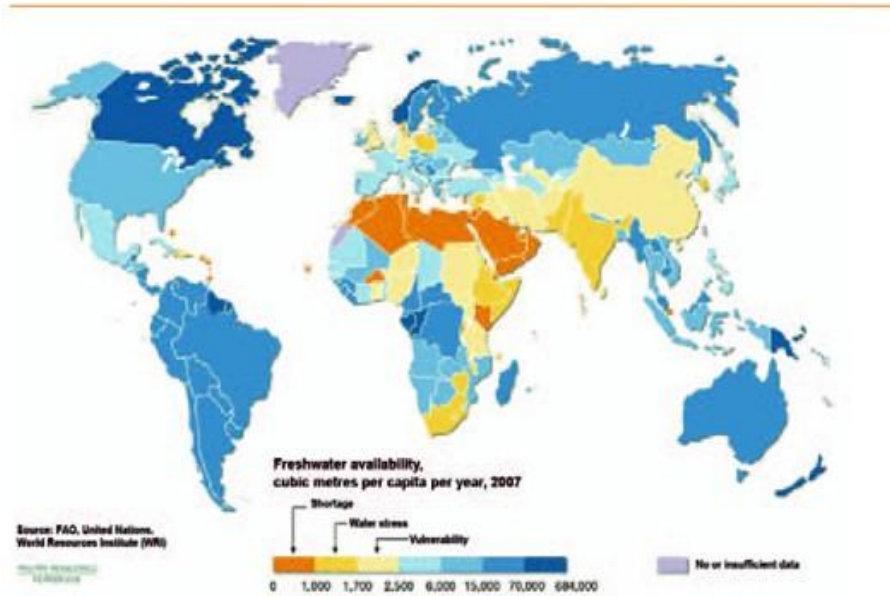 Freshwater availability,
cubic metres per capita per year, 2007
Shortage
Water stress
Vulnerability
Source: FAO, United Nations,
World Resources Institute (WRI)
0 1,000 1,700 2,500 6,000 15,000 70,000 684,000
No or insufficient data